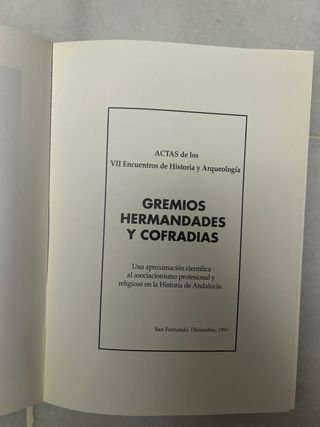 ACTAS de los
VII Encuentros de Historia y Arqueología
GREMIOS
HERMANDADES
Y COFRADIAS
Una aproximación científica
al asociacionismo profesional y
religioso en la Historia de Andalucía.
San Fernando, Diciembre, 1991.